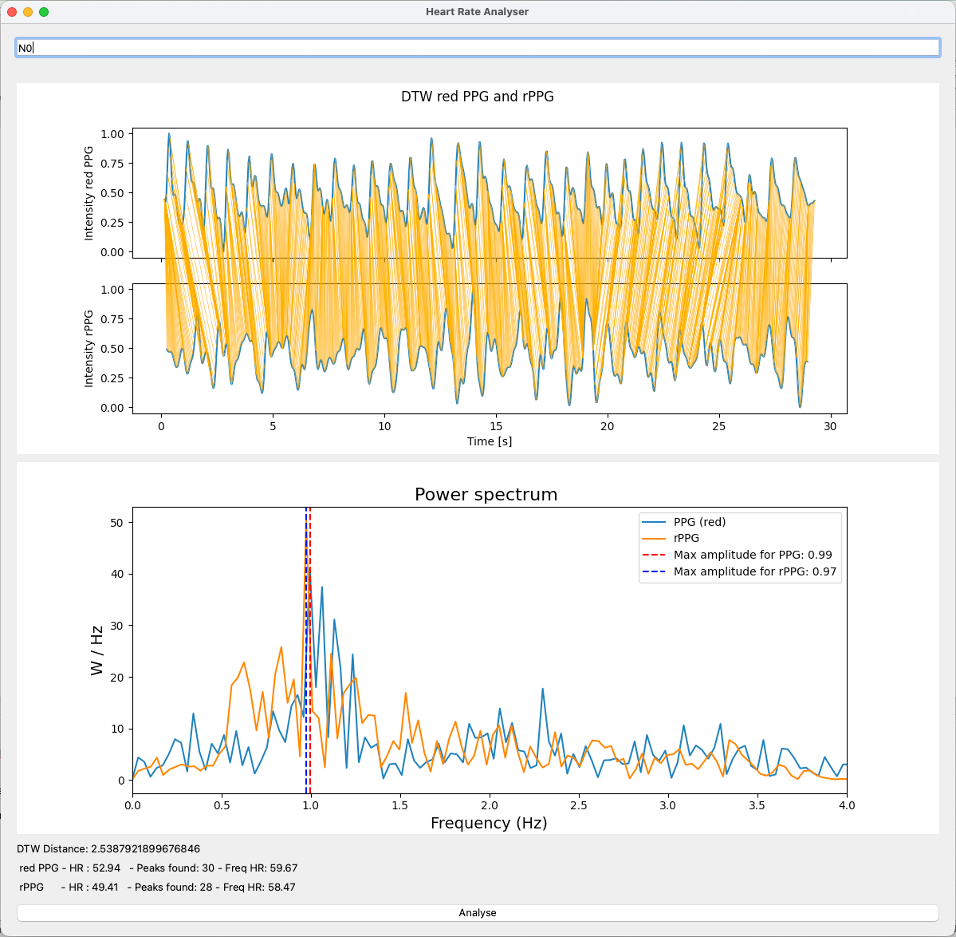 Heart Rate Analyser
N0
DTW red PPG and rPPG
Intensity red PPG
1.00
0.75
0.50
0.25
0.00
Intensity rPPG
1.00
0.75
0.50
0.25
0.00
0 5 10 15 20 25 30
Time [s]
Power spectrum
W / Hz
50
40
30
20
10
0
PPG (red)
rPPG
Max amplitude for PPG: 0.99
Max amplitude for rPPG: 0.97
0.0 0.5 1.0 1.5 2.0 2.5 3.0 3.5 4.0
Frequency (Hz)
DTW Distance: 2.5387921899676846
red PPG - HR : 52.94 - Peaks found: 30 - Freq HR: 59.67
rPPG - HR : 49.41 - Peaks found: 28 - Freq HR: 58.47
Analyse